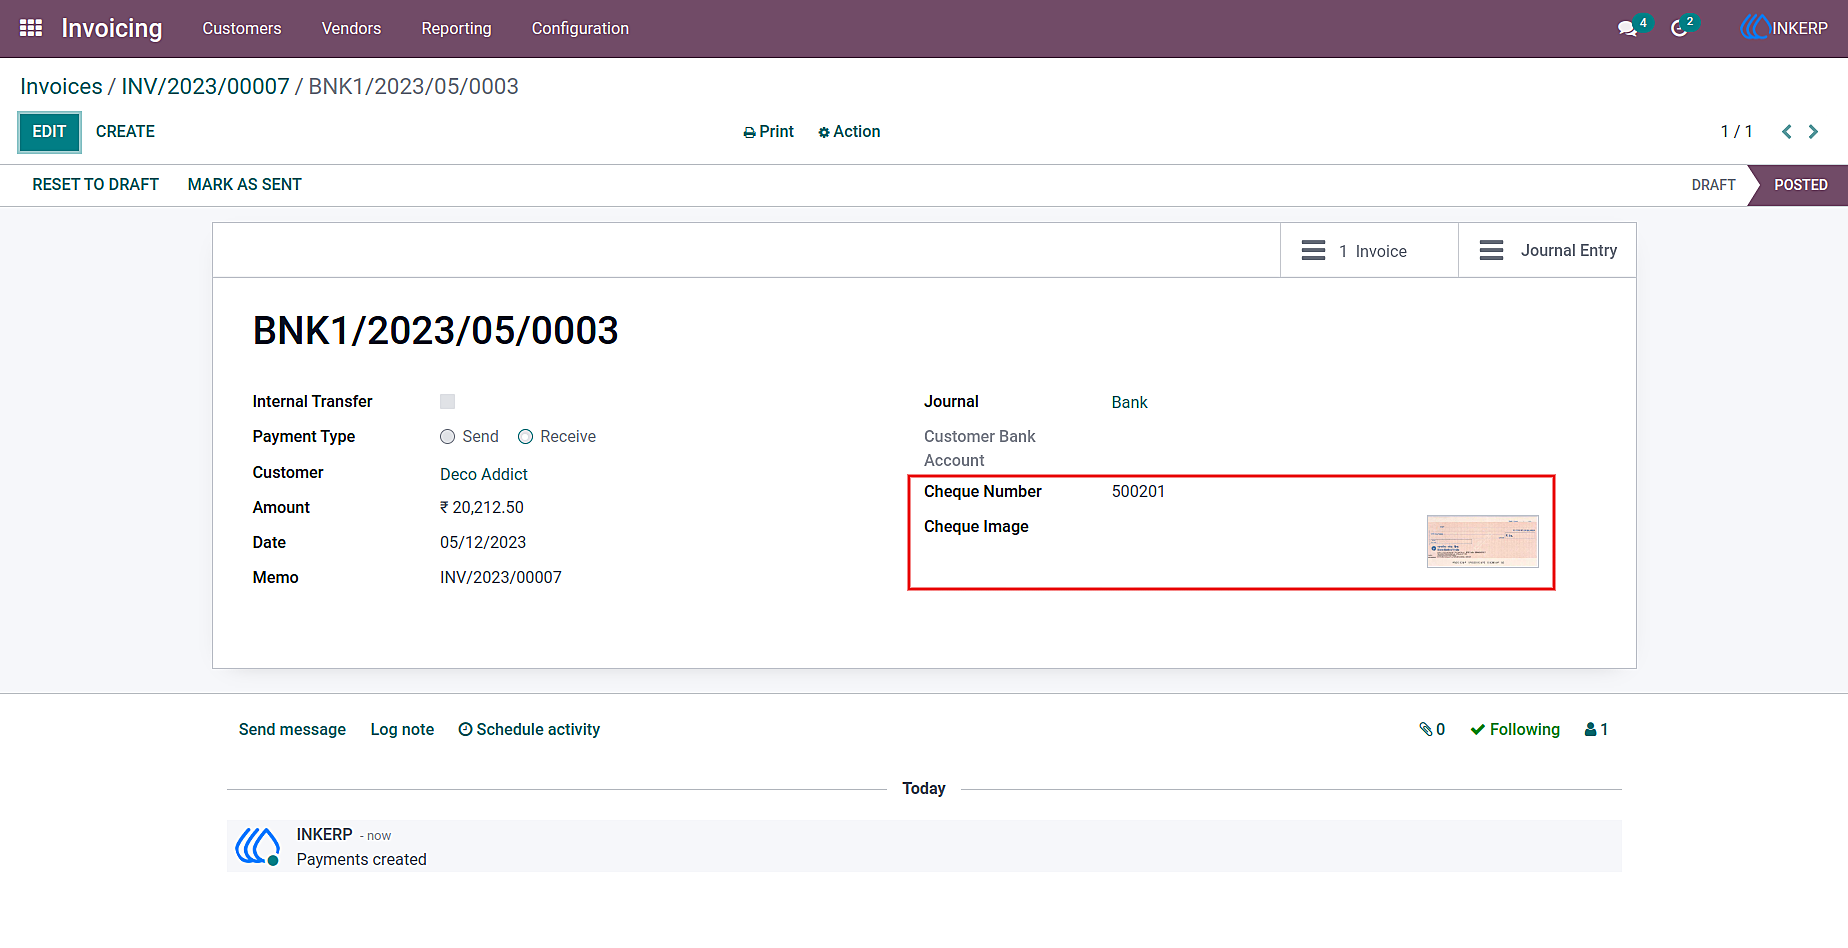 Invoicing Customers Vendors Reporting Configuration 4 2 INKERP
Invoices / INV/2023/00007 / BNK1/2023/05/0003
EDIT CREATE Print Action 1 / 1
RESET TO DRAFT MARK AS SENT DRAFT POSTED
1 Invoice Journal Entry
BNK1/2023/05/0003
Internal Transfer
Payment Type Send Receive
Customer Deco Addict
Amount ₹ 20,212.50
Date 05/12/2023
Memo INV/2023/00007
Journal Bank
Customer Bank
Account
Cheque Number 500201
Cheque Image
Send message Log note Schedule activity 0 Following 1
Today
INKERP - now
Payments created